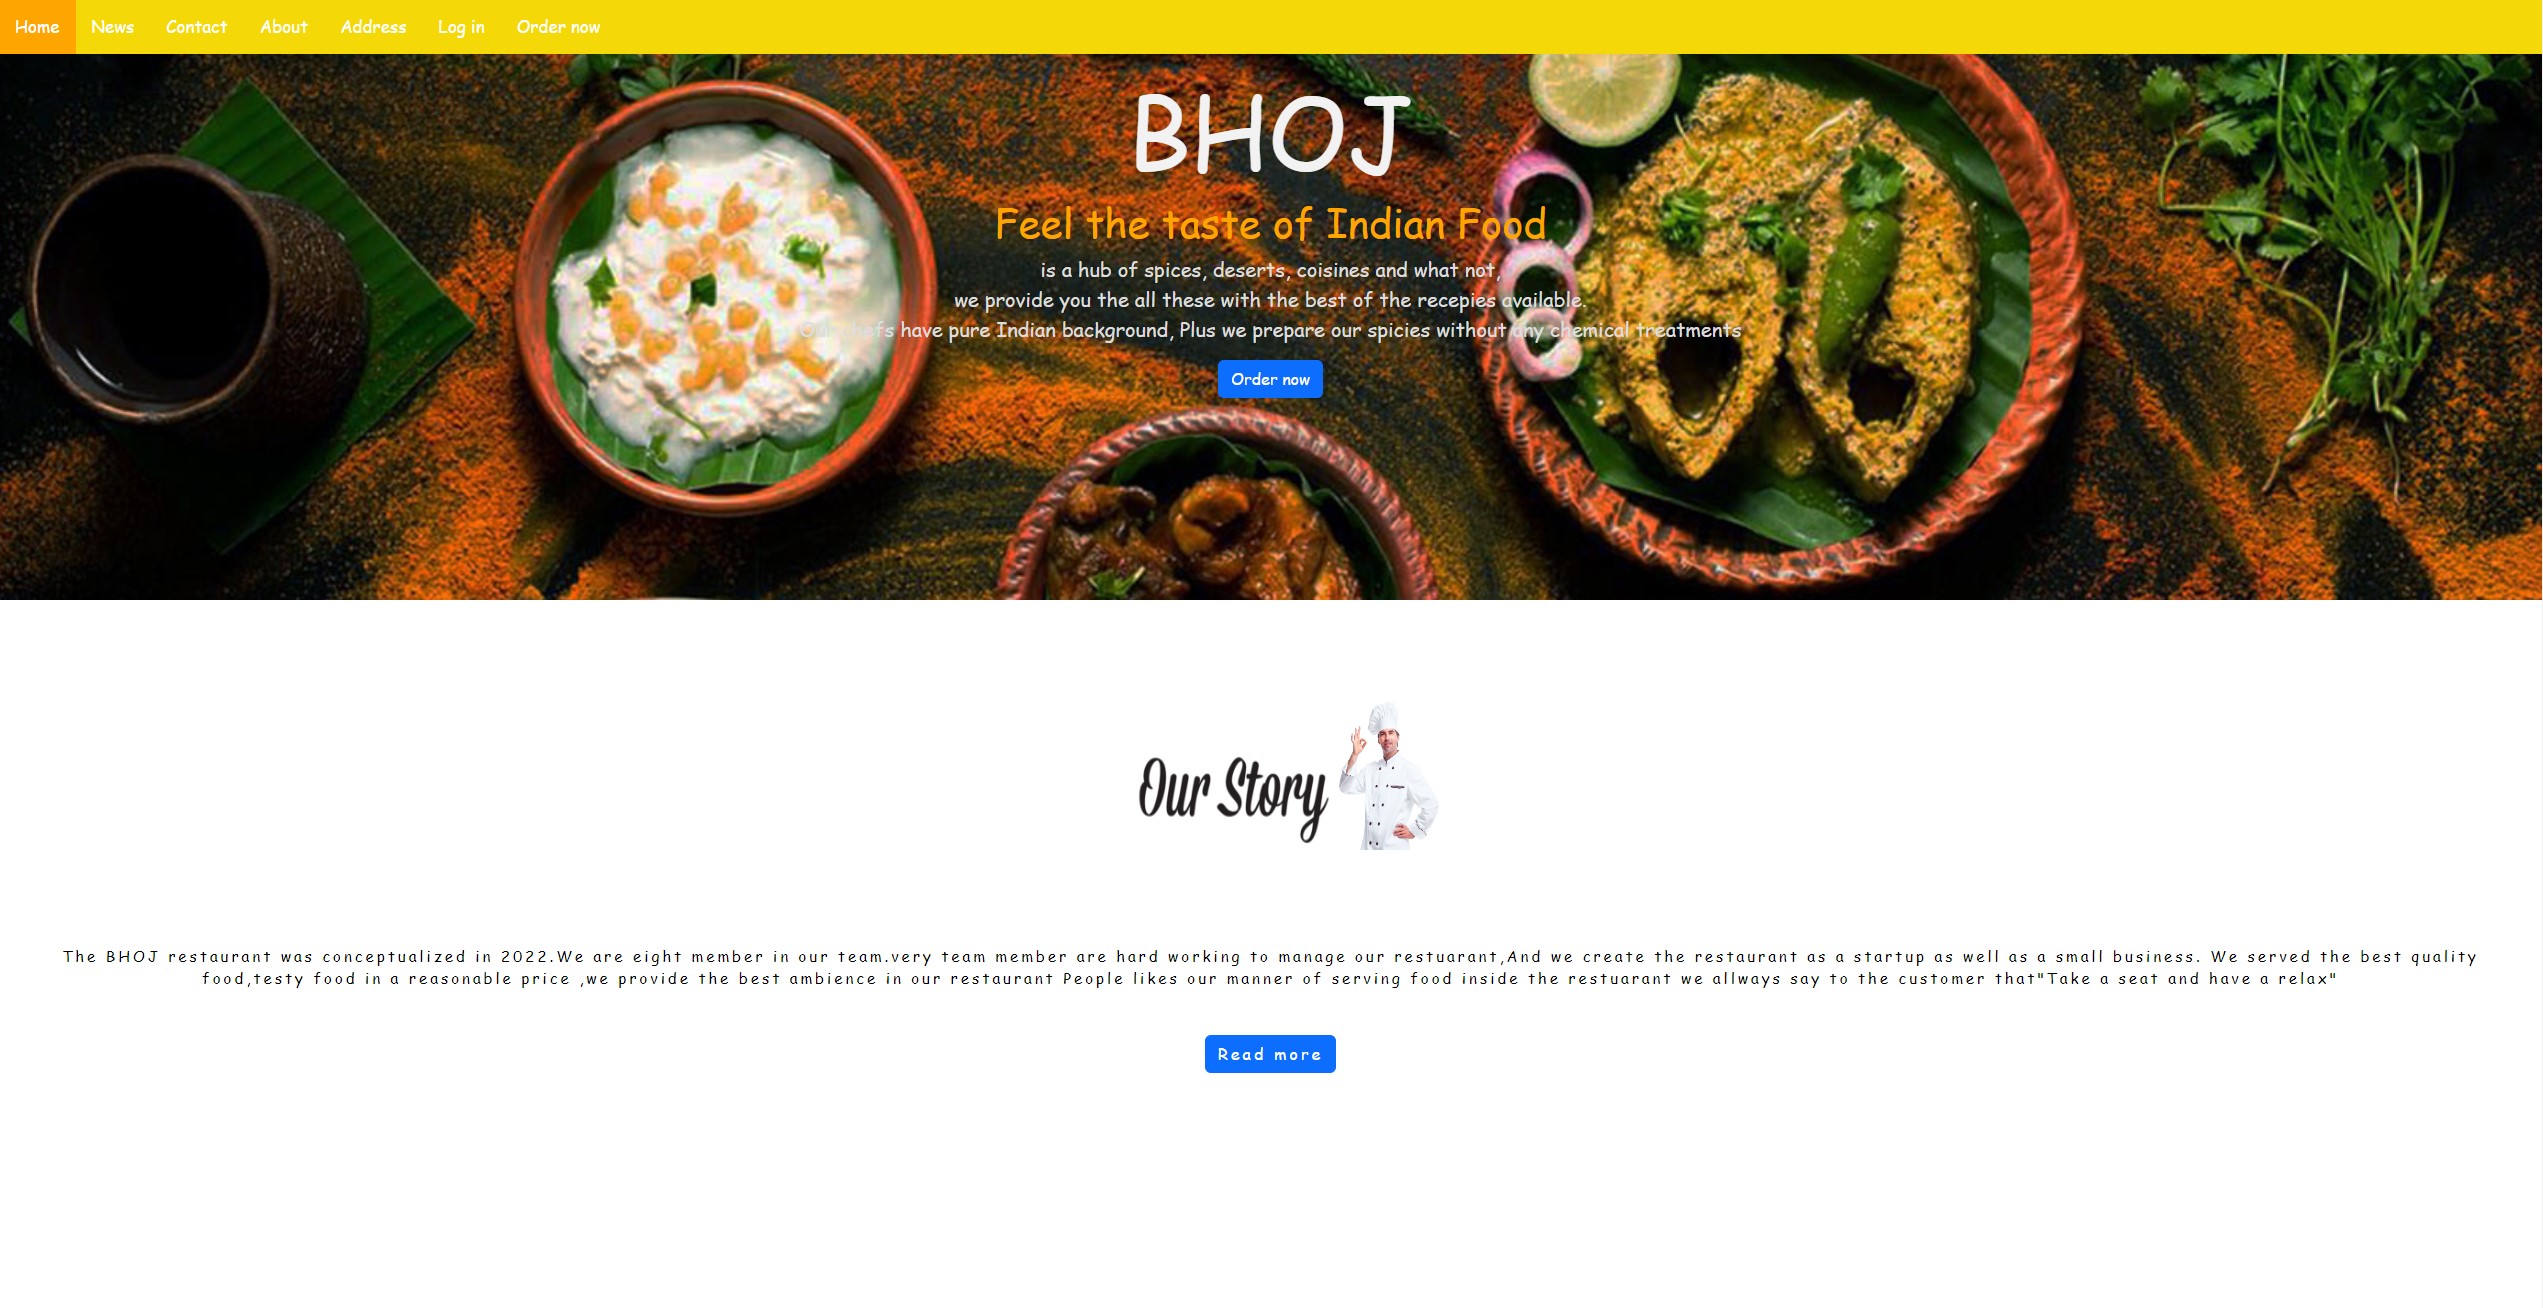 Home News Contact About Address Log in Order now
BHOJ
Feel the taste of Indian Food
is a hub of spices, deserts, coisines and what not,
we provide you the all these with the best of the recepies available.
Our chefs have pure Indian background, Plus we prepare our spicies without any chemical treatments
Order now
Our Story
The BHOJ restaurant was conceptualized in 2022.We are eight member in our team.very team member are hard working to manage our restuarant,And we create the restaurant as a startup as well as a small business. We served the best quality
food,testy food in a reasonable price ,we provide the best ambience in our restaurant People likes our manner of serving food inside the restuarant we allways say to the customer that"Take a seat and have a relax"
Read more